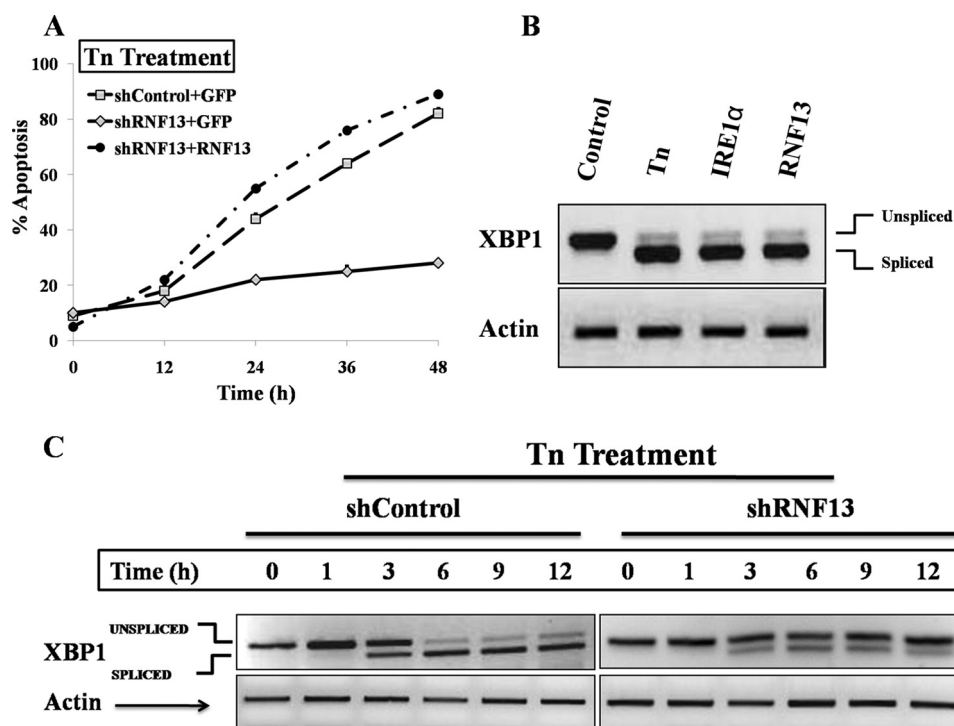 A
Tn Treatment
shControl+GFP
shRNF13+GFP
shRNF13+RNF13
% Apoptosis
100
80
60
40
20
0
0 12 24 36 48
Time (h)
B
Control Tn IRE1α RNF13
XBP1
Unspliced
Spliced
Actin
C
Tn Treatment
shControl shRNF13
Time (h) 0 1 3 6 9 12 0 1 3 6 9 12
UNSPLICED
XBP1
SPLICED
Actin